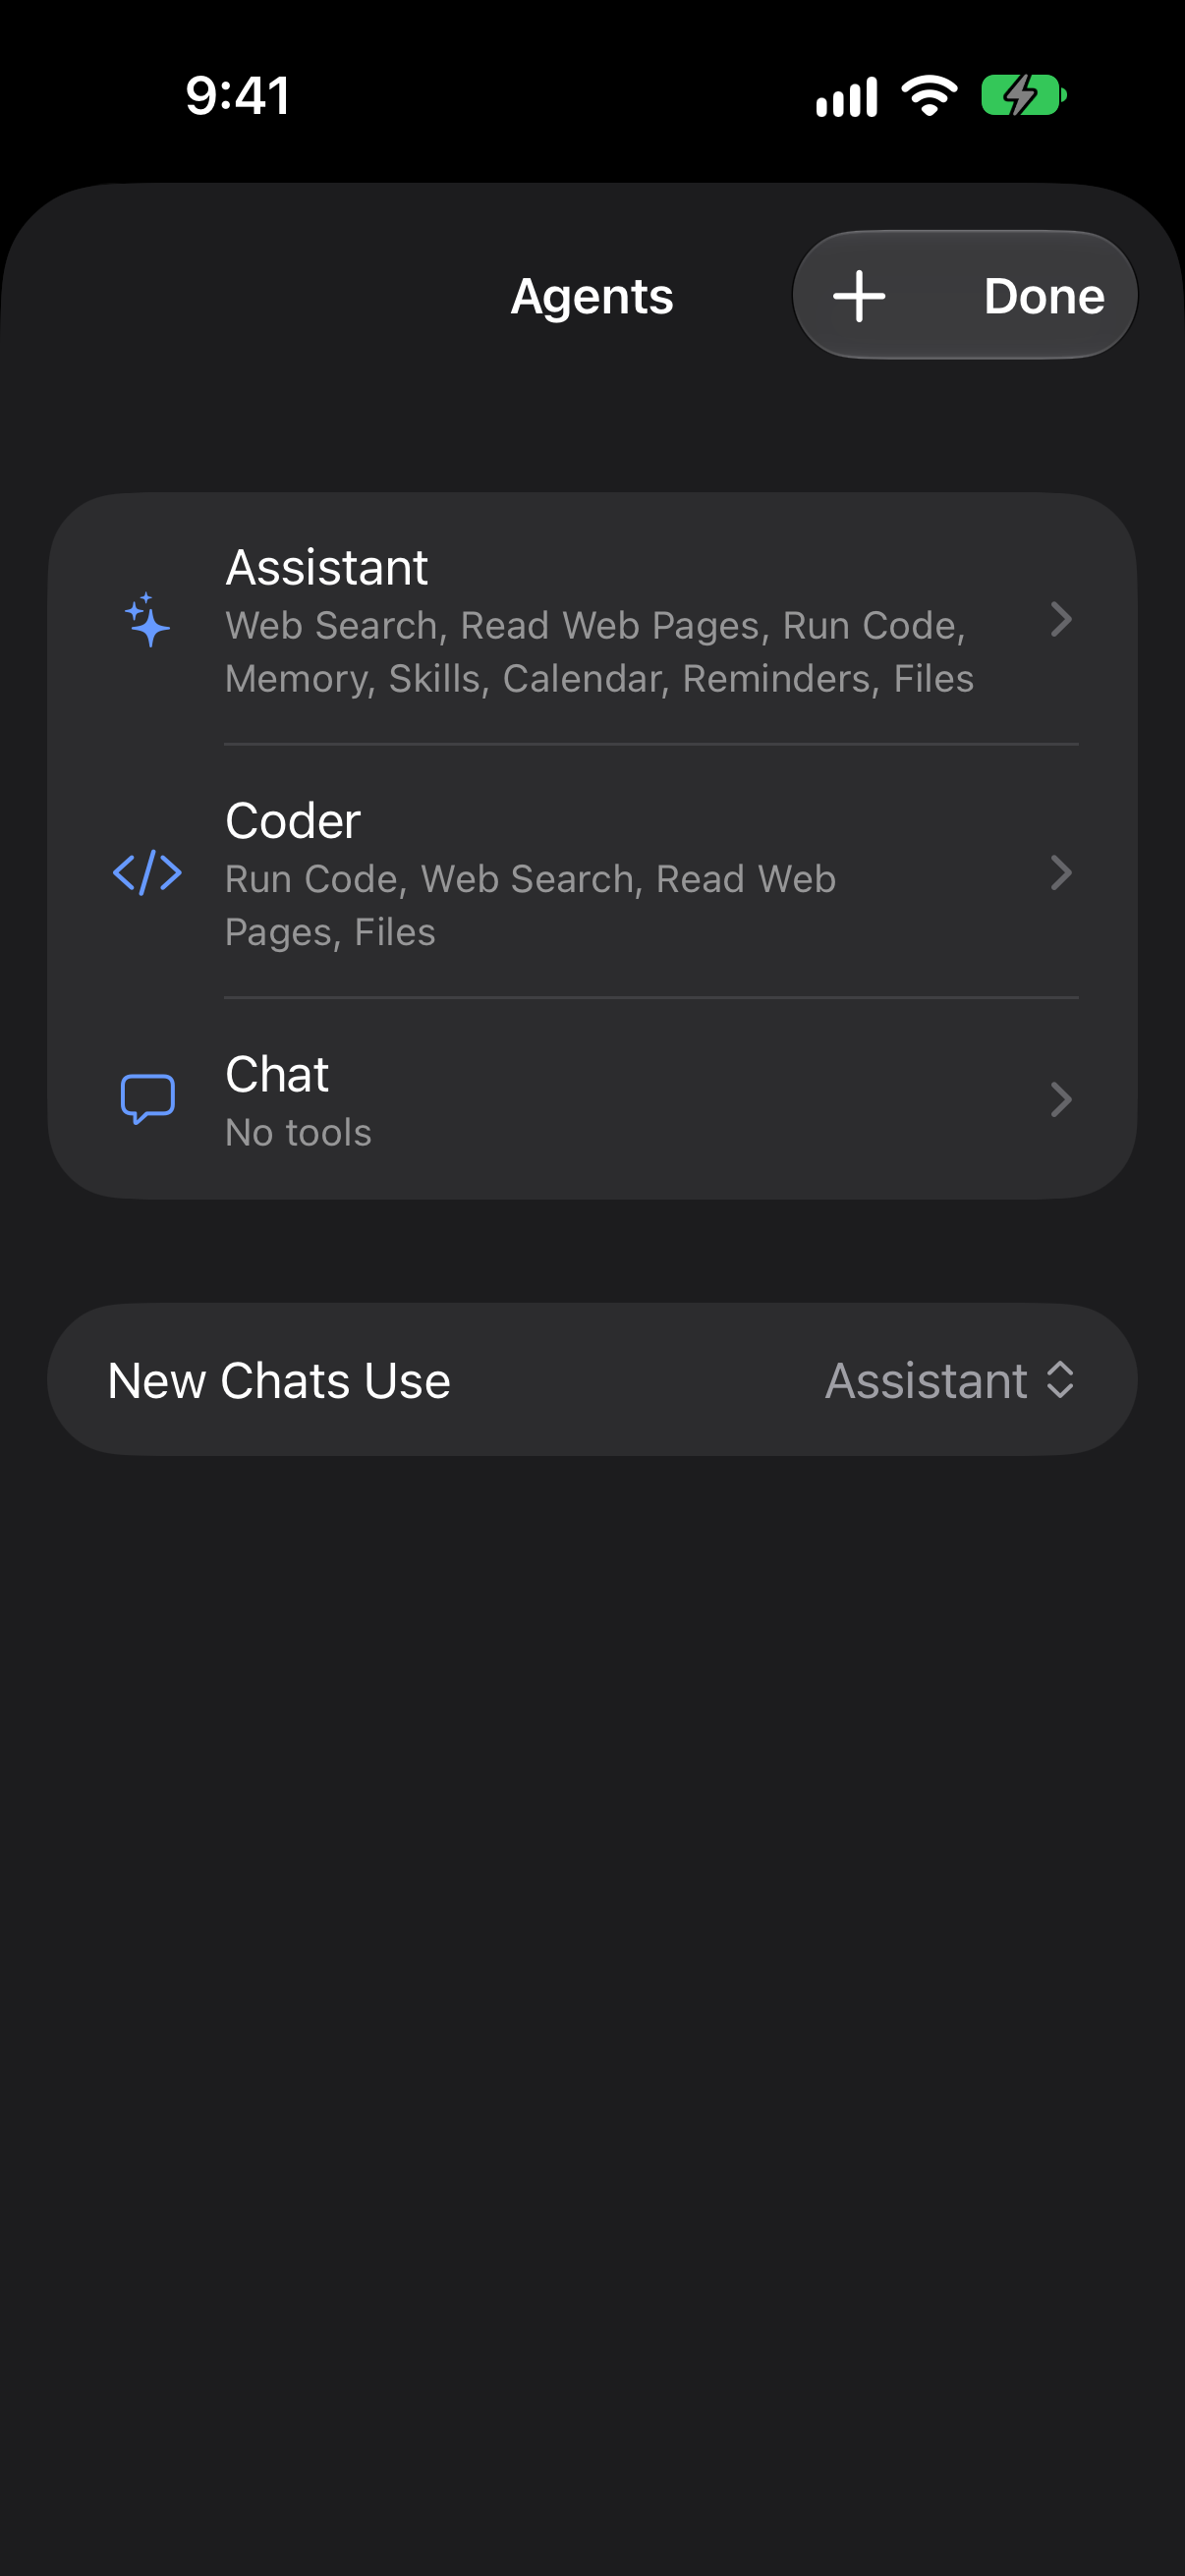 9:41
Agents
Done
Assistant
Web Search, Read Web Pages, Run Code,
Memory, Skills, Calendar, Reminders, Files
Coder
Run Code, Web Search, Read Web
Pages, Files
Chat
No tools
New Chats Use
Assistant